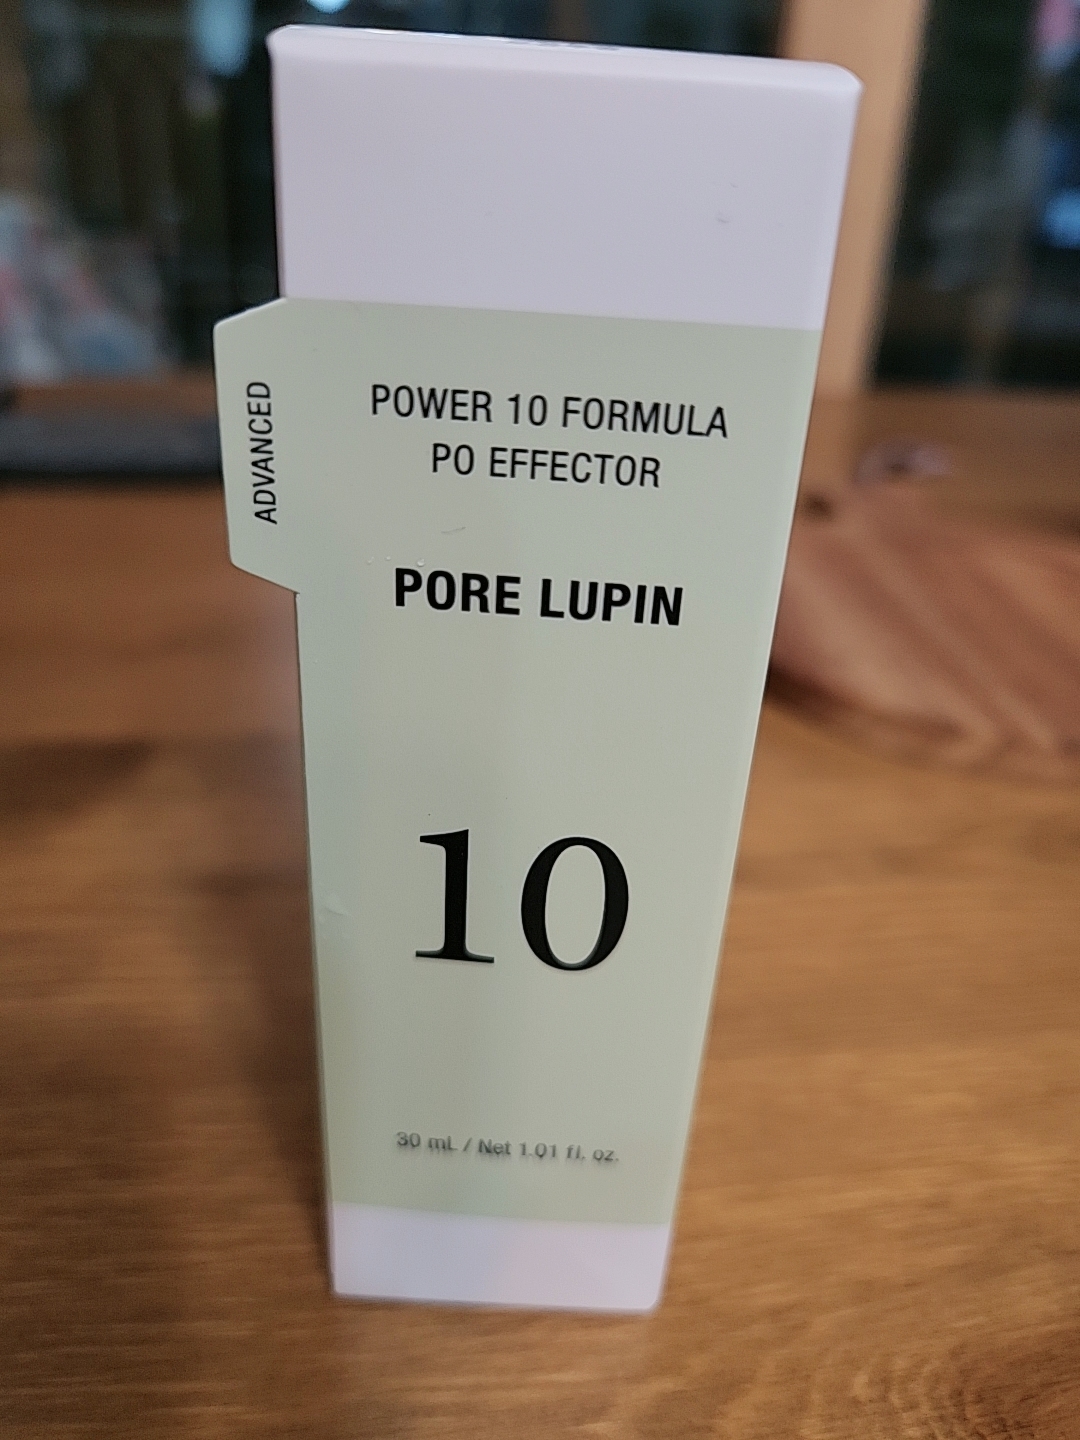 ADVANCED
POWER 10 FORMULA
PO EFFECTOR
PORE LUPIN
10
30 mL / Net 1.01 fl. oz.